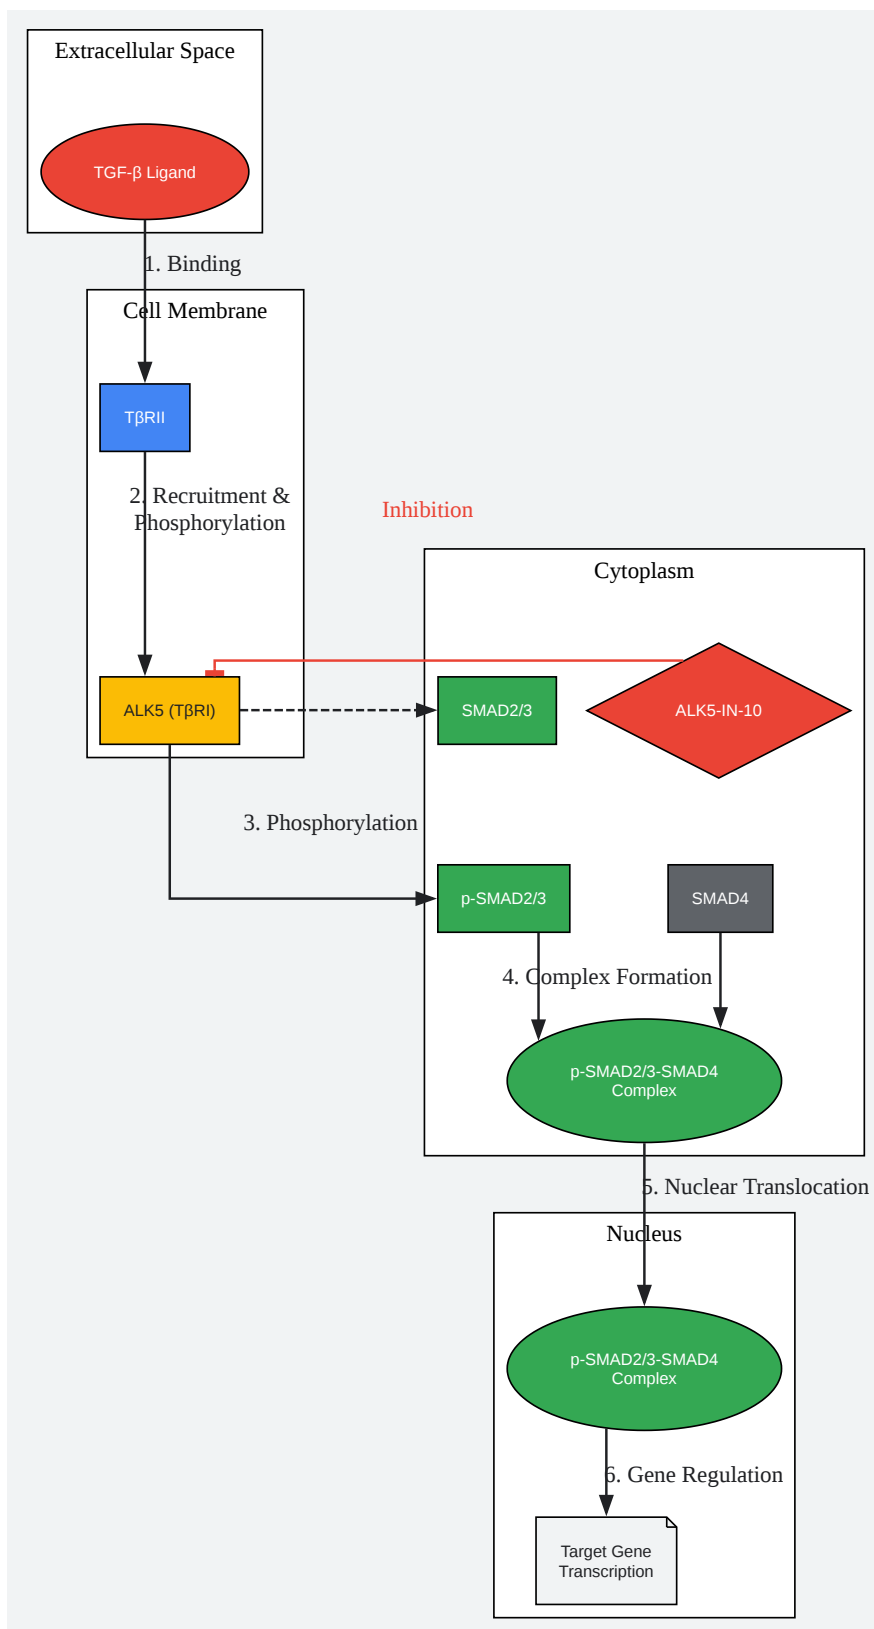 Extracellular Space
TGF-β Ligand
1. Binding
Cell Membrane
TβRII
2. Recruitment &
Phosphorylation
Inhibition
Cytoplasm
ALK5 (TβRI)
SMAD2/3
ALK5-IN-10
3. Phosphorylation
p-SMAD2/3
SMAD4
4. Complex Formation
p-SMAD2/3-SMAD4
Complex
5. Nuclear Translocation
Nucleus
p-SMAD2/3-SMAD4
Complex
6. Gene Regulation
Target Gene
Transcription